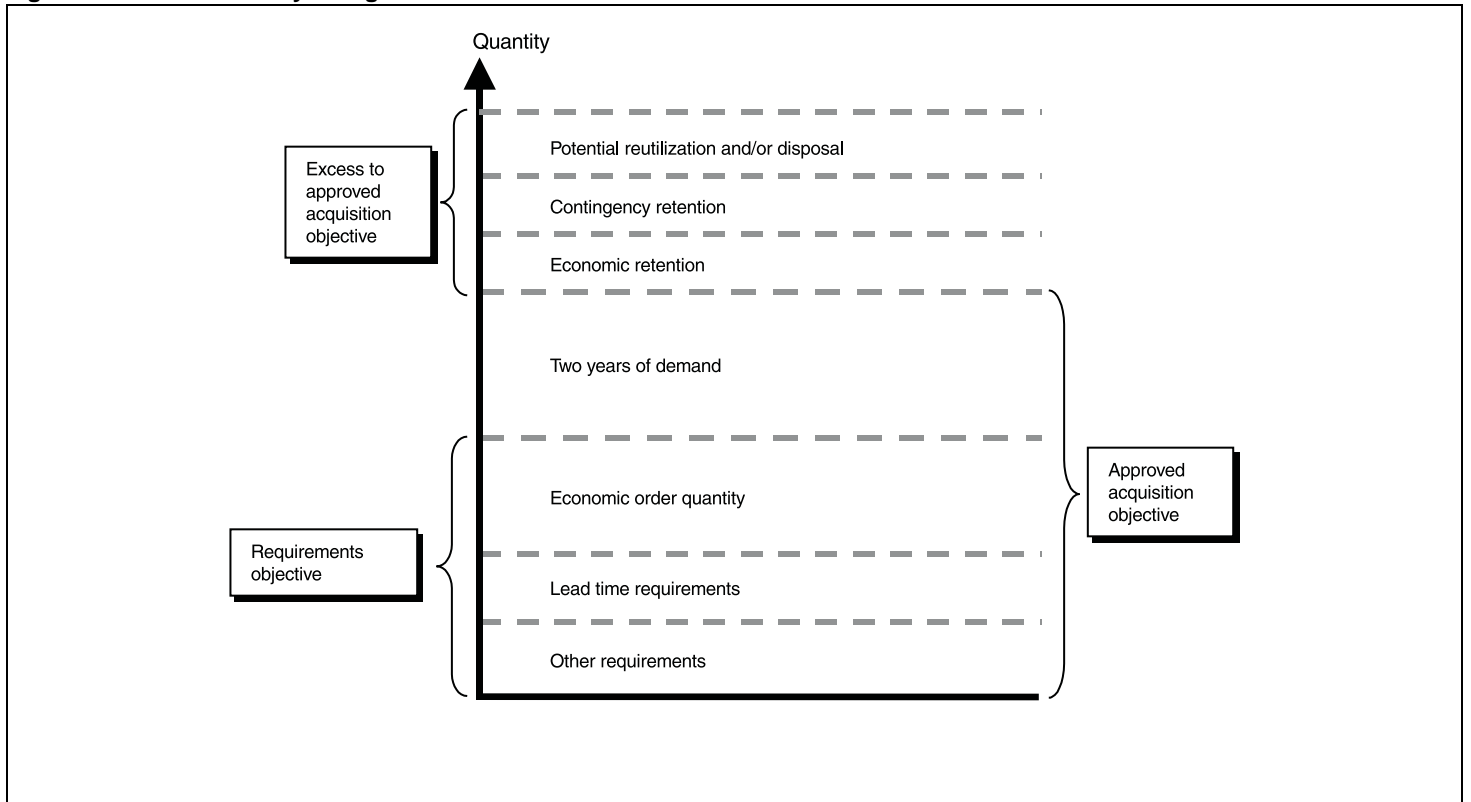 Quantity
Potential reutilization and/or disposal
Excess to
approved
acquisition
objective
Contingency retention
Economic retention
Two years of demand
Economic order quantity
Approved
acquisition
objective
Requirements
objective
Lead time requirements
Other requirements